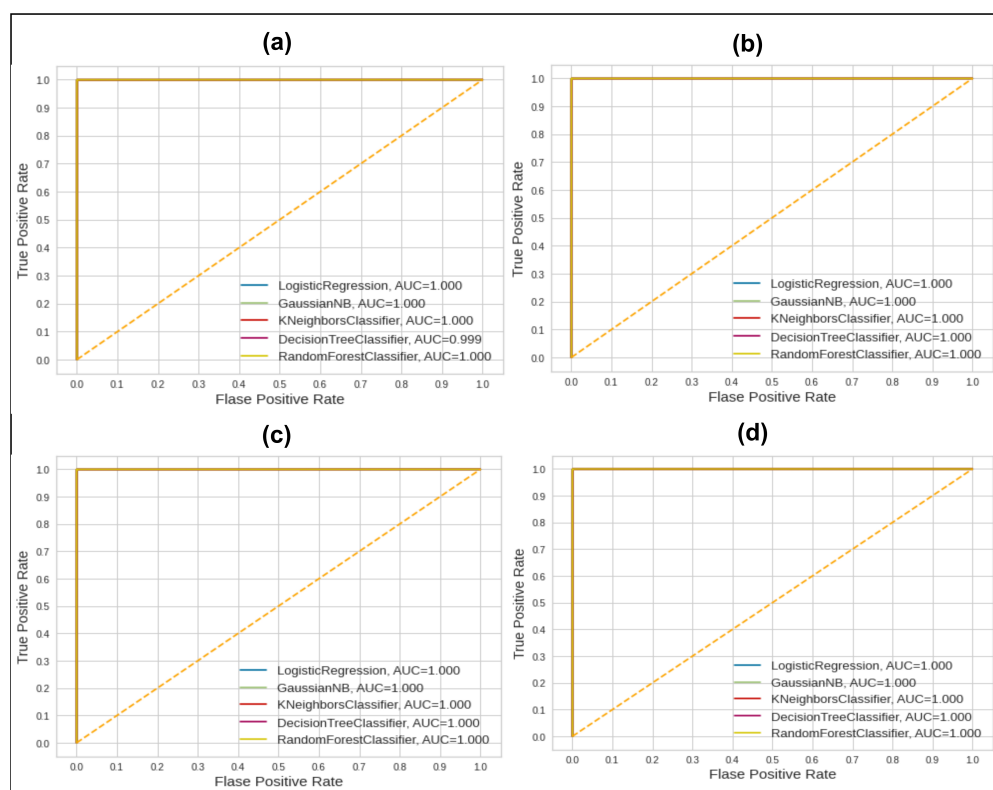 (a)
True Positive Rate
1.0
0.9
0.8
0.7
0.6
0.5
0.4
0.3
0.2
0.1
0.0
LogisticRegression, AUC=1.000
GaussianNB, AUC=1.000
KNeighborsClassifier, AUC=1.000
DecisionTreeClassifier, AUC=0.999
RandomForestClassifier, AUC=1.000
0.0 0.1 0.2 0.3 0.4 0.5 0.6 0.7 0.8 0.9 1.0
Flase Positive Rate
(b)
True Positive Rate
1.0
0.9
0.8
0.7
0.6
0.5
0.4
0.3
0.2
0.1
0.0
LogisticRegression, AUC=1.000
GaussianNB, AUC=1.000
KNeighborsClassifier, AUC=1.000
DecisionTreeClassifier, AUC=1.000
RandomForestClassifier, AUC=1.000
0.0 0.1 0.2 0.3 0.4 0.5 0.6 0.7 0.8 0.9 1.0
Flase Positive Rate
(c)
True Positive Rate
1.0
0.9
0.8
0.7
0.6
0.5
0.4
0.3
0.2
0.1
0.0
LogisticRegression, AUC=1.000
GaussianNB, AUC=1.000
KNeighborsClassifier, AUC=1.000
DecisionTreeClassifier, AUC=1.000
RandomForestClassifier, AUC=1.000
0.0 0.1 0.2 0.3 0.4 0.5 0.6 0.7 0.8 0.9 1.0
Flase Positive Rate
(d)
True Positive Rate
1.0
0.9
0.8
0.7
0.6
0.5
0.4
0.3
0.2
0.1
0.0
LogisticRegression, AUC=1.000
GaussianNB, AUC=1.000
KNeighborsClassifier, AUC=1.000
DecisionTreeClassifier, AUC=1.000
RandomForestClassifier, AUC=1.000
0.0 0.1 0.2 0.3 0.4 0.5 0.6 0.7 0.8 0.9 1.0
Flase Positive Rate